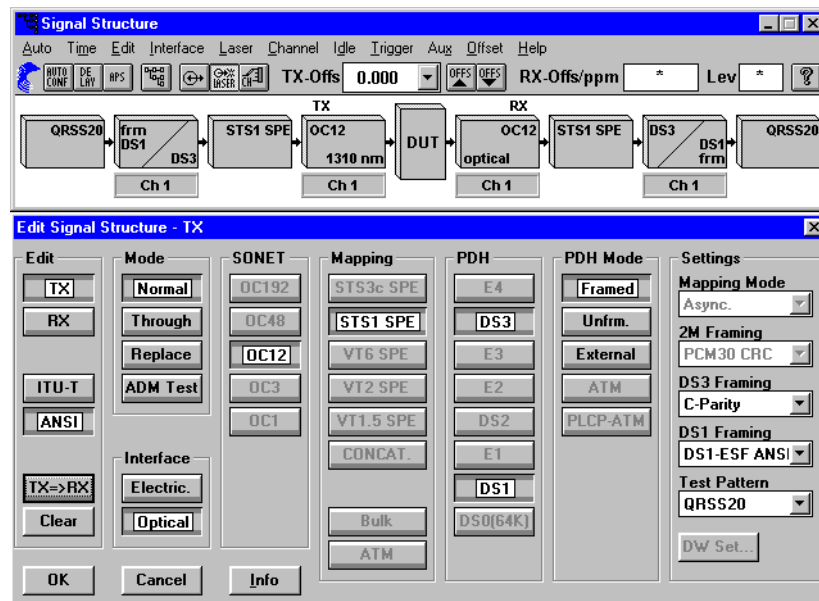 Signal Structure
Auto Time Edit Interface Laser Channel Idle Trigger Aux Offset Help
AUTO CONF DE LAY APS LASER CH TX-Offs 0.000 OFFS OFFS RX-Offs/ppm * Lev * ?
TX RX
QRSS20 frm DS1 DS3 STS1 SPE OC12 1310 nm DUT OC12 optical STS1 SPE DS3 DS1 frm QRSS20
Ch 1 Ch 1 Ch 1 Ch 1
Edit Signal Structure - TX
Edit
TX
RX
ITU-T
ANSI
TX=>RX
Clear
Mode
Normal
Through
Replace
ADM Test
Interface
Electric.
Optical
SONET
OC192
OC48
OC12
OC3
OC1
Mapping
STS3c SPE
STS1 SPE
VT6 SPE
VT2 SPE
VT1.5 SPE
CONCAT.
Bulk
ATM
PDH
E4
DS3
E3
E2
DS2
E1
DS1
DS0(64K)
PDH Mode
Framed
Unfrm.
External
ATM
PLCP-ATM
Settings
Mapping Mode
Async.
2M Framing
PCM30 CRC
DS3 Framing
C-Parity
DS1 Framing
DS1-ESF ANSI
Test Pattern
QRSS20
DW Set...
OK Cancel Info